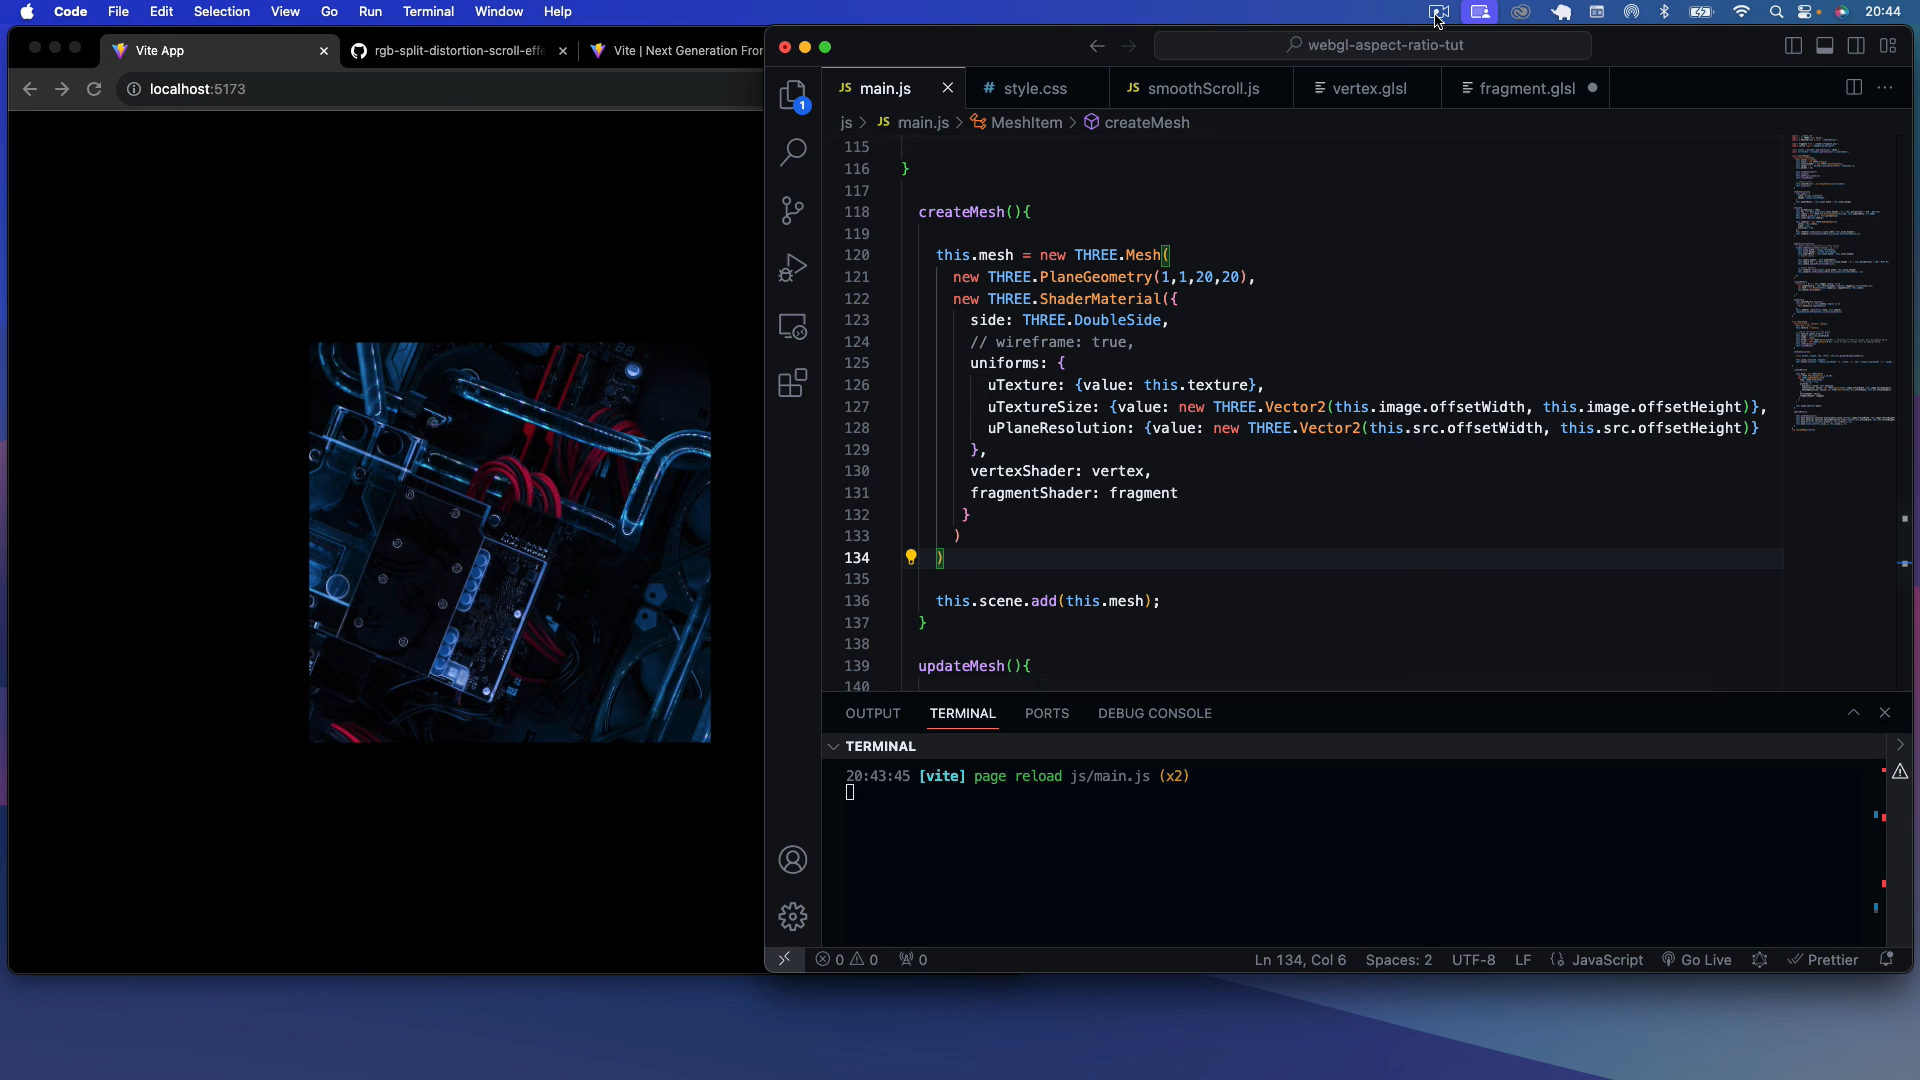 Code File Edit Selection View Go Run Terminal Window Help 20:44
Vite App
rgb-split-distortion-scroll-effe
Vite | Next Generation Fron
localhost:5173
webgl-aspect-ratio-tut
JS main.js
# style.css
JS smoothScroll.js
vertex.glsl
fragment.glsl
js > JS main.js > MeshItem > createMesh
1
115
116 }
117
118 createMesh(){
119
120 this.mesh = new THREE.Mesh(
121 new THREE.PlaneGeometry(1,1,20,20),
122 new THREE.ShaderMaterial({
123 side: THREE.DoubleSide,
124 // wireframe: true,
125 uniforms: {
126 uTexture: {value: this.texture},
127 uTextureSize: {value: new THREE.Vector2(this.image.offsetWidth, this.image.offsetHeight)},
128 uPlaneResolution: {value: new THREE.Vector2(this.src.offsetWidth, this.src.offsetHeight)}
129 },
130 vertexShader: vertex,
131 fragmentShader: fragment
132 }
133 )
134 )
135
136 this.scene.add(this.mesh);
137 }
138
139 updateMesh(){
140
OUTPUT TERMINAL PORTS DEBUG CONSOLE
TERMINAL
20:43:45 [vite] page reload js/main.js (x2)
0 0 0 Ln 134, Col 6 Spaces: 2 UTF-8 LF {} JavaScript Go Live Prettier